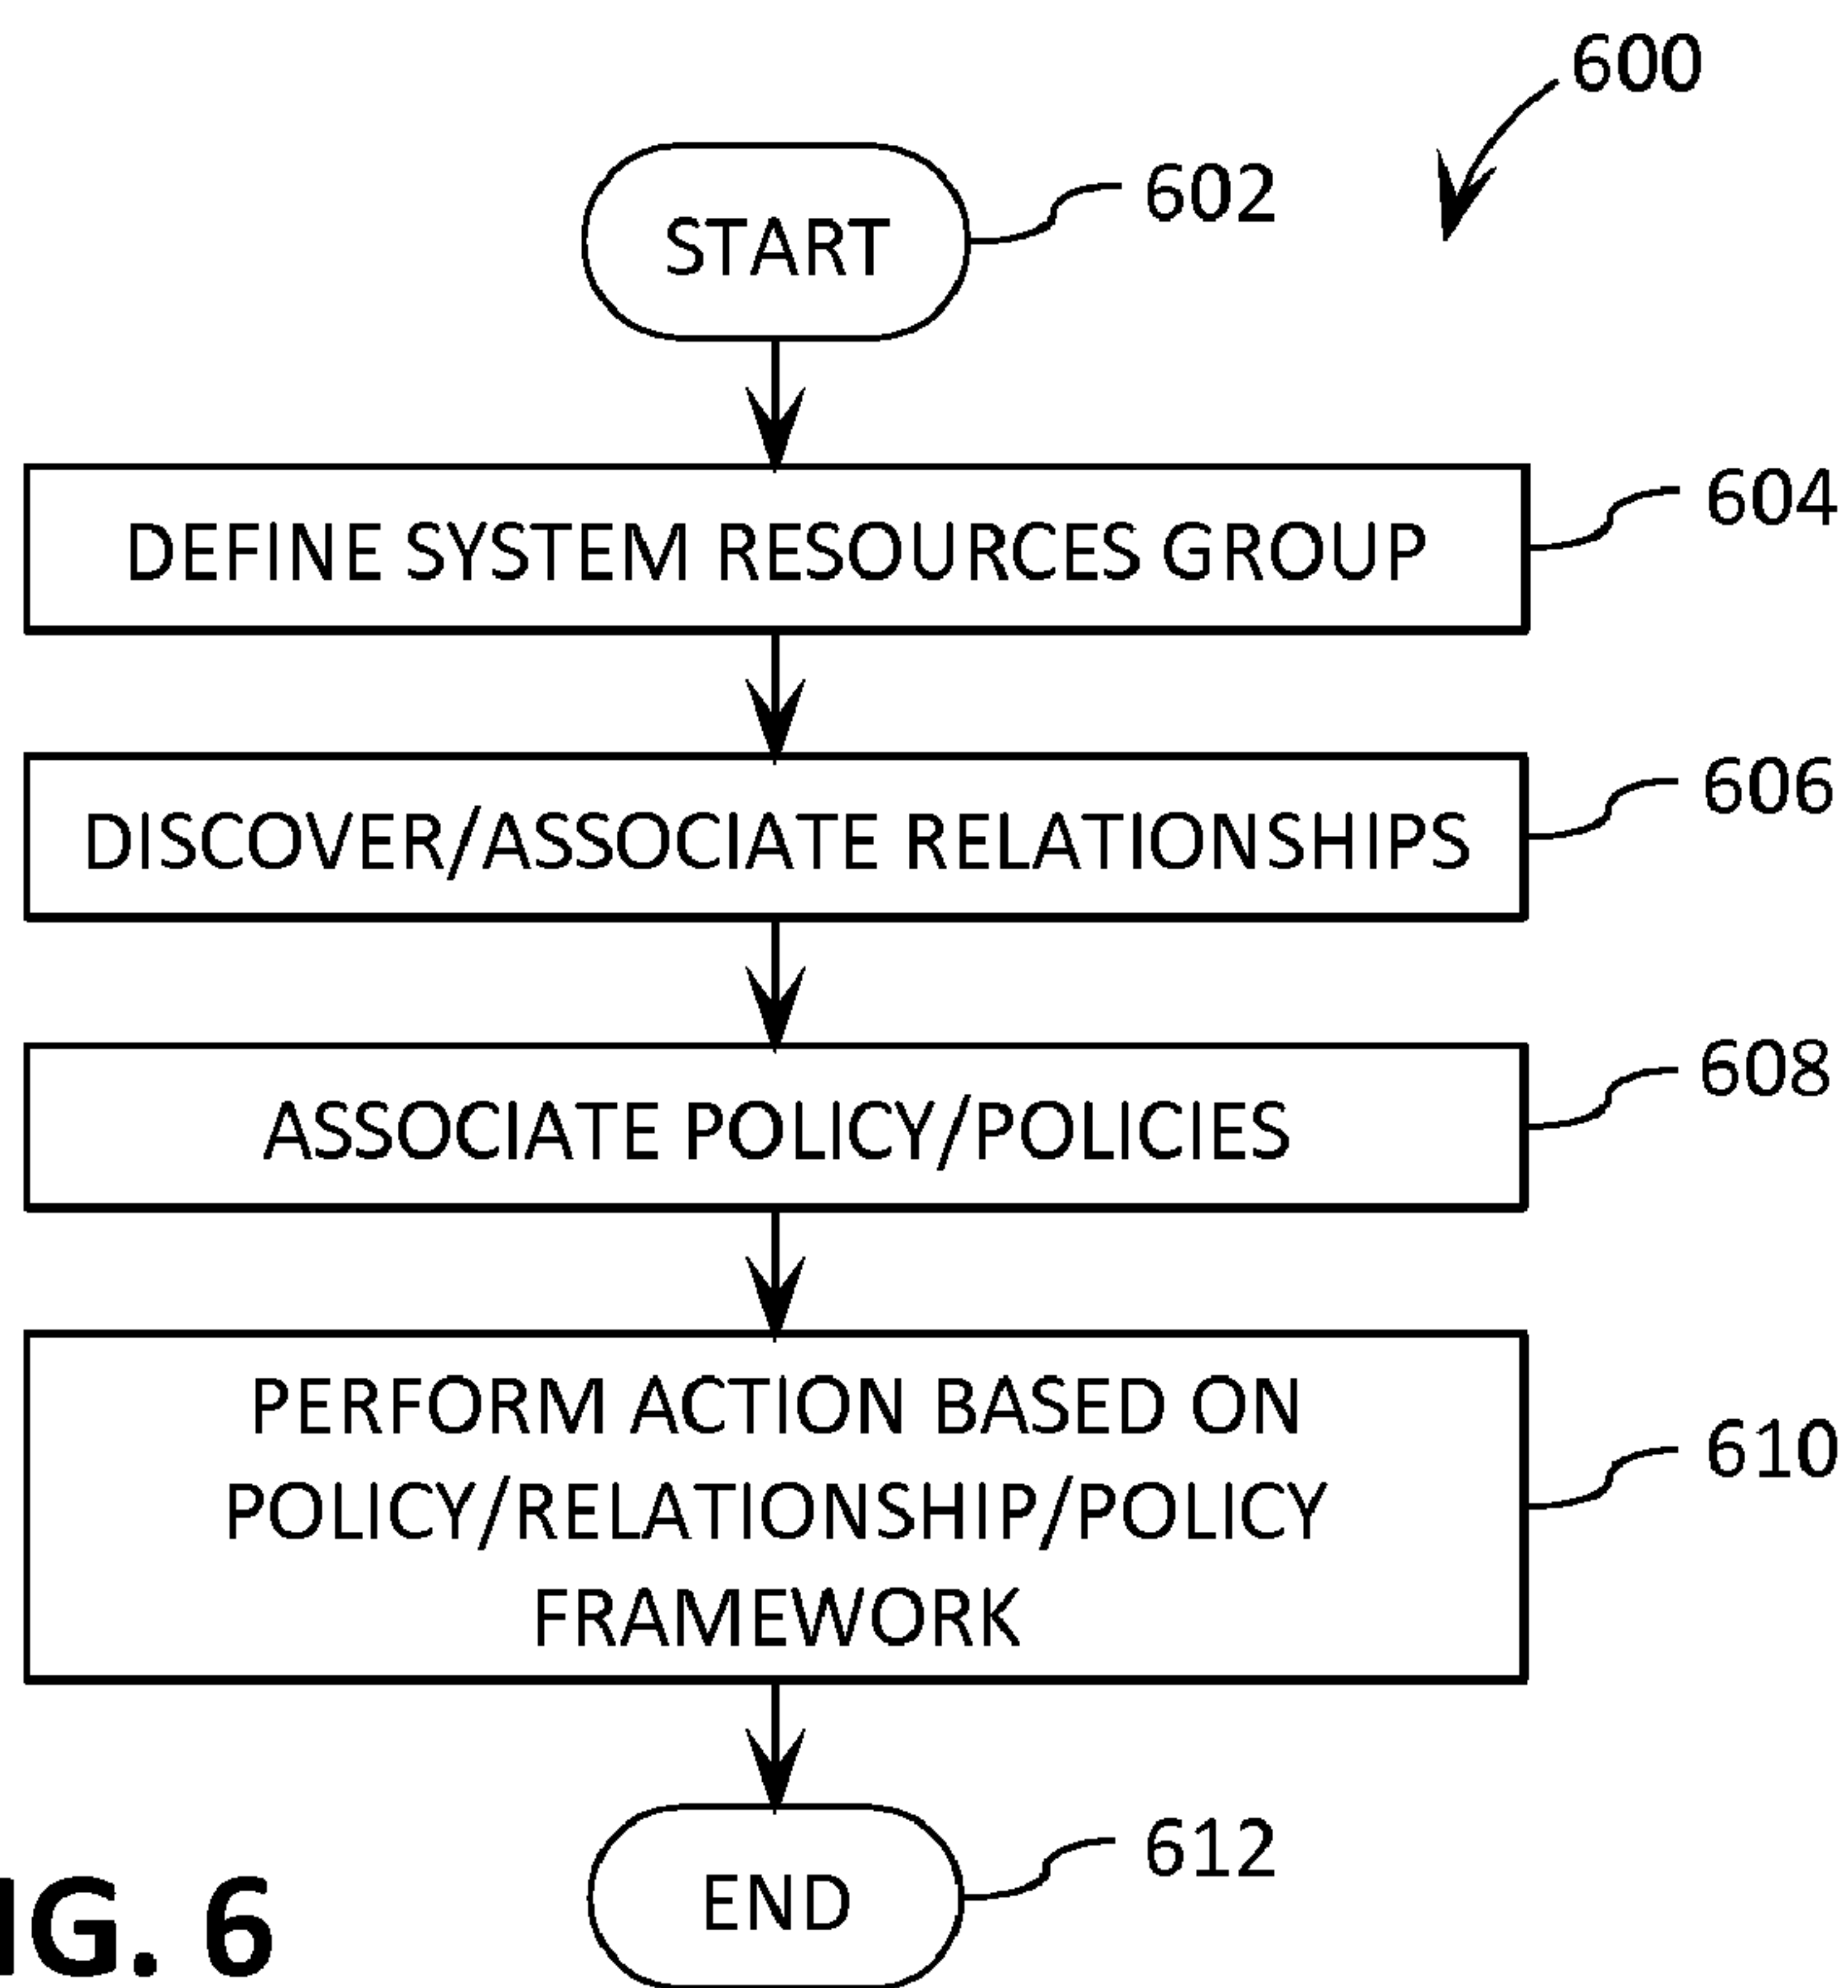 600
START
602
DEFINE SYSTEM RESOURCES GROUP
604
DISCOVER/ASSOCIATE RELATIONSHIPS
606
ASSOCIATE POLICY/POLICIES
608
PERFORM ACTION BASED ON
POLICY/RELATIONSHIP/POLICY
FRAMEWORK
610
END
612
IG. 6